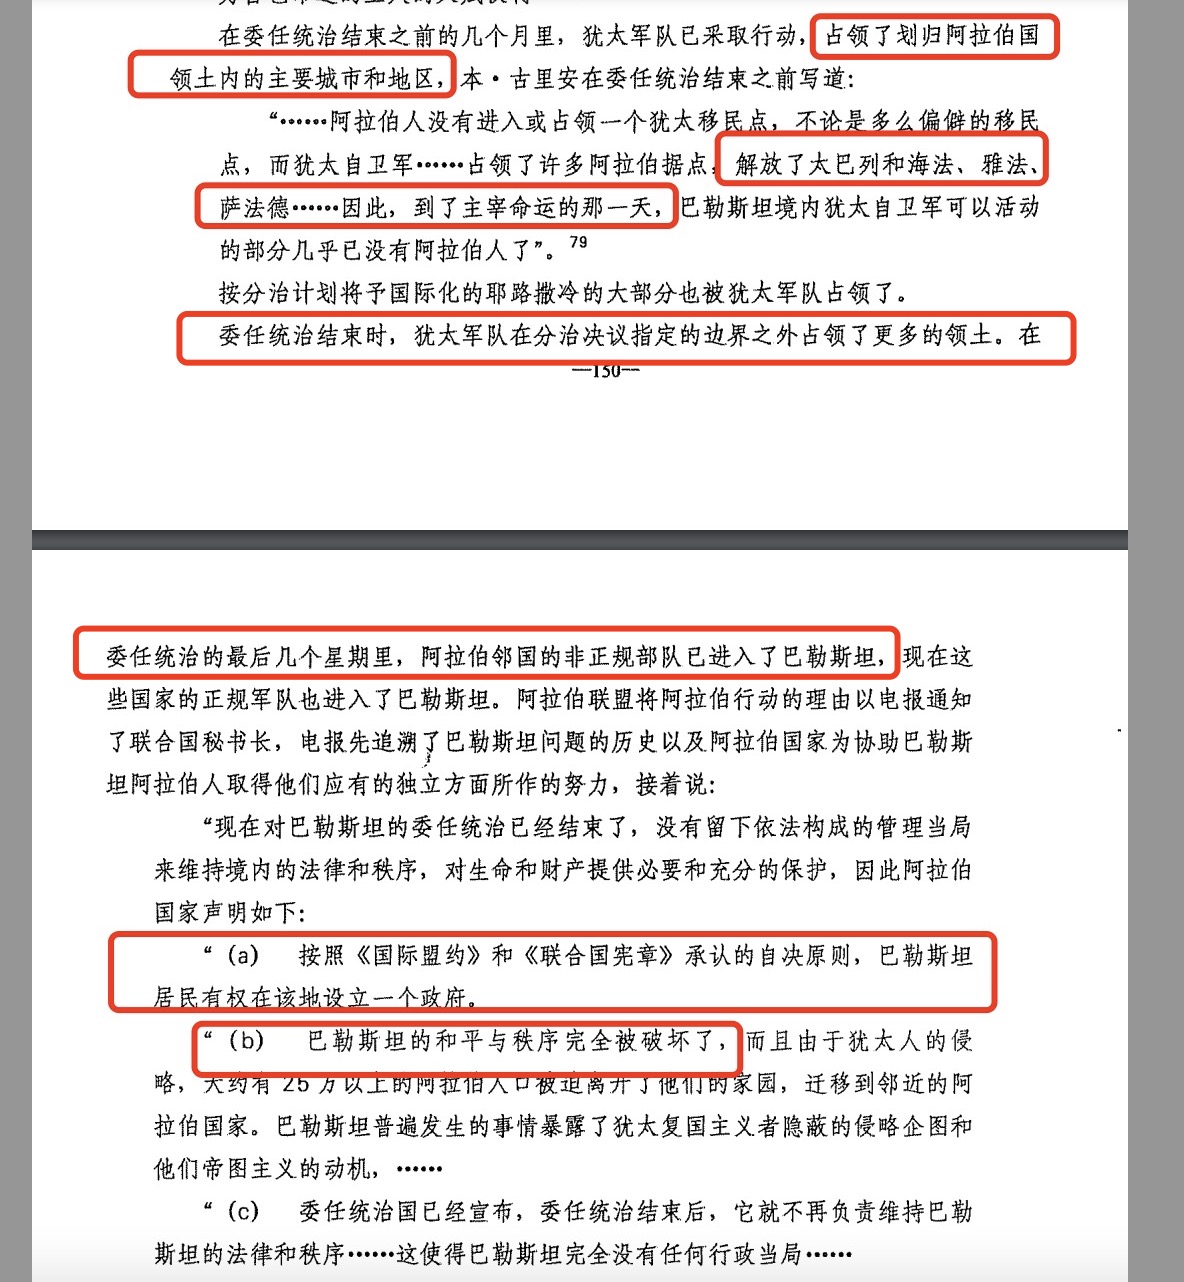 在委任统治结束之前的几个月里，犹太军队已采取行动，占领了划归阿拉伯国
领土内的主要城市和地区，本·古里安在委任统治结束之前写道：
“……阿拉伯人没有进入或占领一个犹太移民点，不论是多么偏僻的移民
点，而犹太自卫军……占领了许多阿拉伯据点，解放了太巴列和海法、雅法、
萨法德……因此，到了主宰命运的那一天，巴勒斯坦境内犹太自卫军可以活动
的部分几乎已没有阿拉伯人了”。79
按分治计划将予国际化的耶路撒冷的大部分也被犹太军队占领了。
委任统治结束时，犹太军队在分治决议指定的边界之外占领了更多的领土。在
—150—
委任统治的最后几个星期里，阿拉伯邻国的非正规部队已进入了巴勒斯坦，现在这
些国家的正规军队也进入了巴勒斯坦。阿拉伯联盟将阿拉伯行动的理由以电报通知
了联合国秘书长，电报先追溯了巴勒斯坦问题的历史以及阿拉伯国家为协助巴勒斯
坦阿拉伯人取得他们应有的独立方面所作的努力，接着说：
“现在对巴勒斯坦的委任统治已经结束了，没有留下依法构成的管理当局
来维持境内的法律和秩序，对生命和财产提供必要和充分的保护，因此阿拉伯
国家声明如下：
“（a） 按照《国际盟约》和《联合国宪章》承认的自决原则，巴勒斯坦
居民有权在该地设立一个政府。
“（b） 巴勒斯坦的和平与秩序完全被破坏了，而且由于犹太人的侵
略，大约有25万以上的阿拉伯人口被迫离开了他们的家园，迁移到邻近的阿
拉伯国家。巴勒斯坦普遍发生的事情暴露了犹太复国主义者隐蔽的侵略企图和
他们帝图主义的动机，……
“（c） 委任统治国已经宣布，委任统治结束后，它就不再负责维持巴勒
斯坦的法律和秩序……这使得巴勒斯坦完全没有任何行政当局……